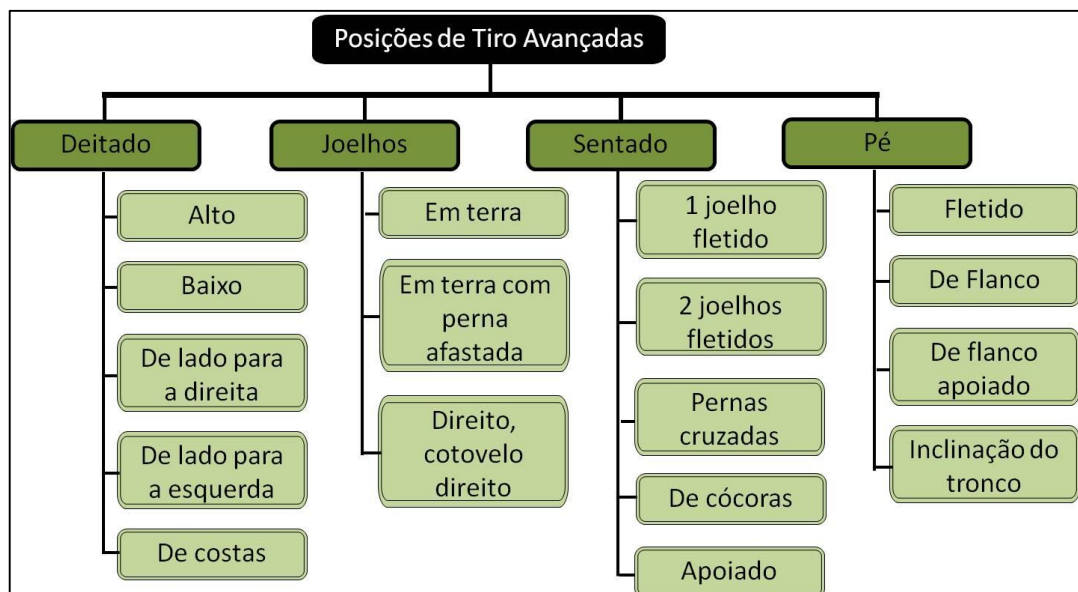 Posições de Tiro Avançadas
Deitado
Alto
Baixo
De lado para
a direita
De lado para
a esquerda
De costas
Joelhos
Em terra
Em terra com
perna
afastada
Direito,
cotovelo
direito
Sentado
1 joelho
fletido
2 joelhos
fletidos
Pernas
cruzadas
De cócoras
Apoiado
Pé
Fletido
De Flanco
De flanco
apoiado
Inclinação do
tronco